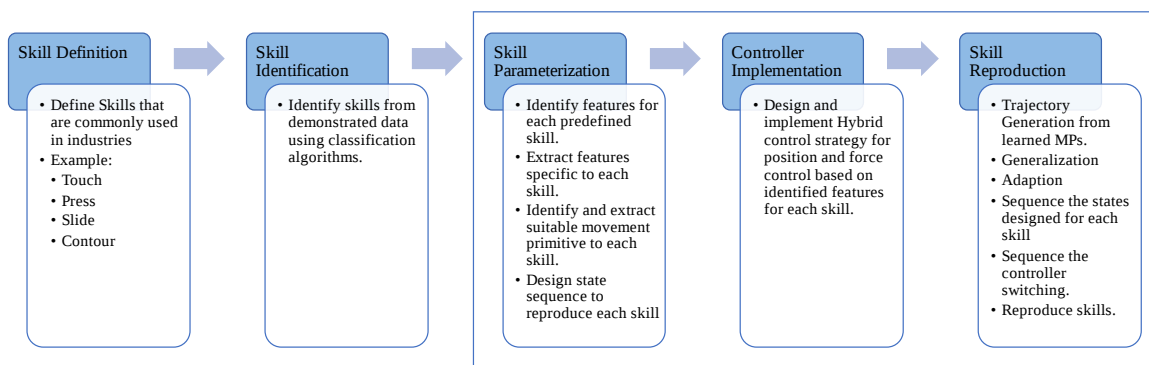 Skill Definition
• Define Skills that
are commonly used
in industries
• Example:
• Touch
• Press
• Slide
• Contour
Skill
Identification
• Identify skills from
demonstrated data
using classification
algorithms.
Skill
Parameterization
• Identify features for
each predefined
skill.
• Extract features
specific to each
skill.
• Identify and extract
suitable movement
primitive to each
skill.
• Design state
sequence to
reproduce each skill
Controller
Implementation
• Design and
implement Hybrid
control strategy for
position and force
control based on
identified features
for each skill.
Skill
Reproduction
• Trajectory
Generation from
learned MPs.
• Generalization
• Adaption
• Sequence the states
designed for each
skill
• Sequence the
controller
switching.
• Reproduce skills.